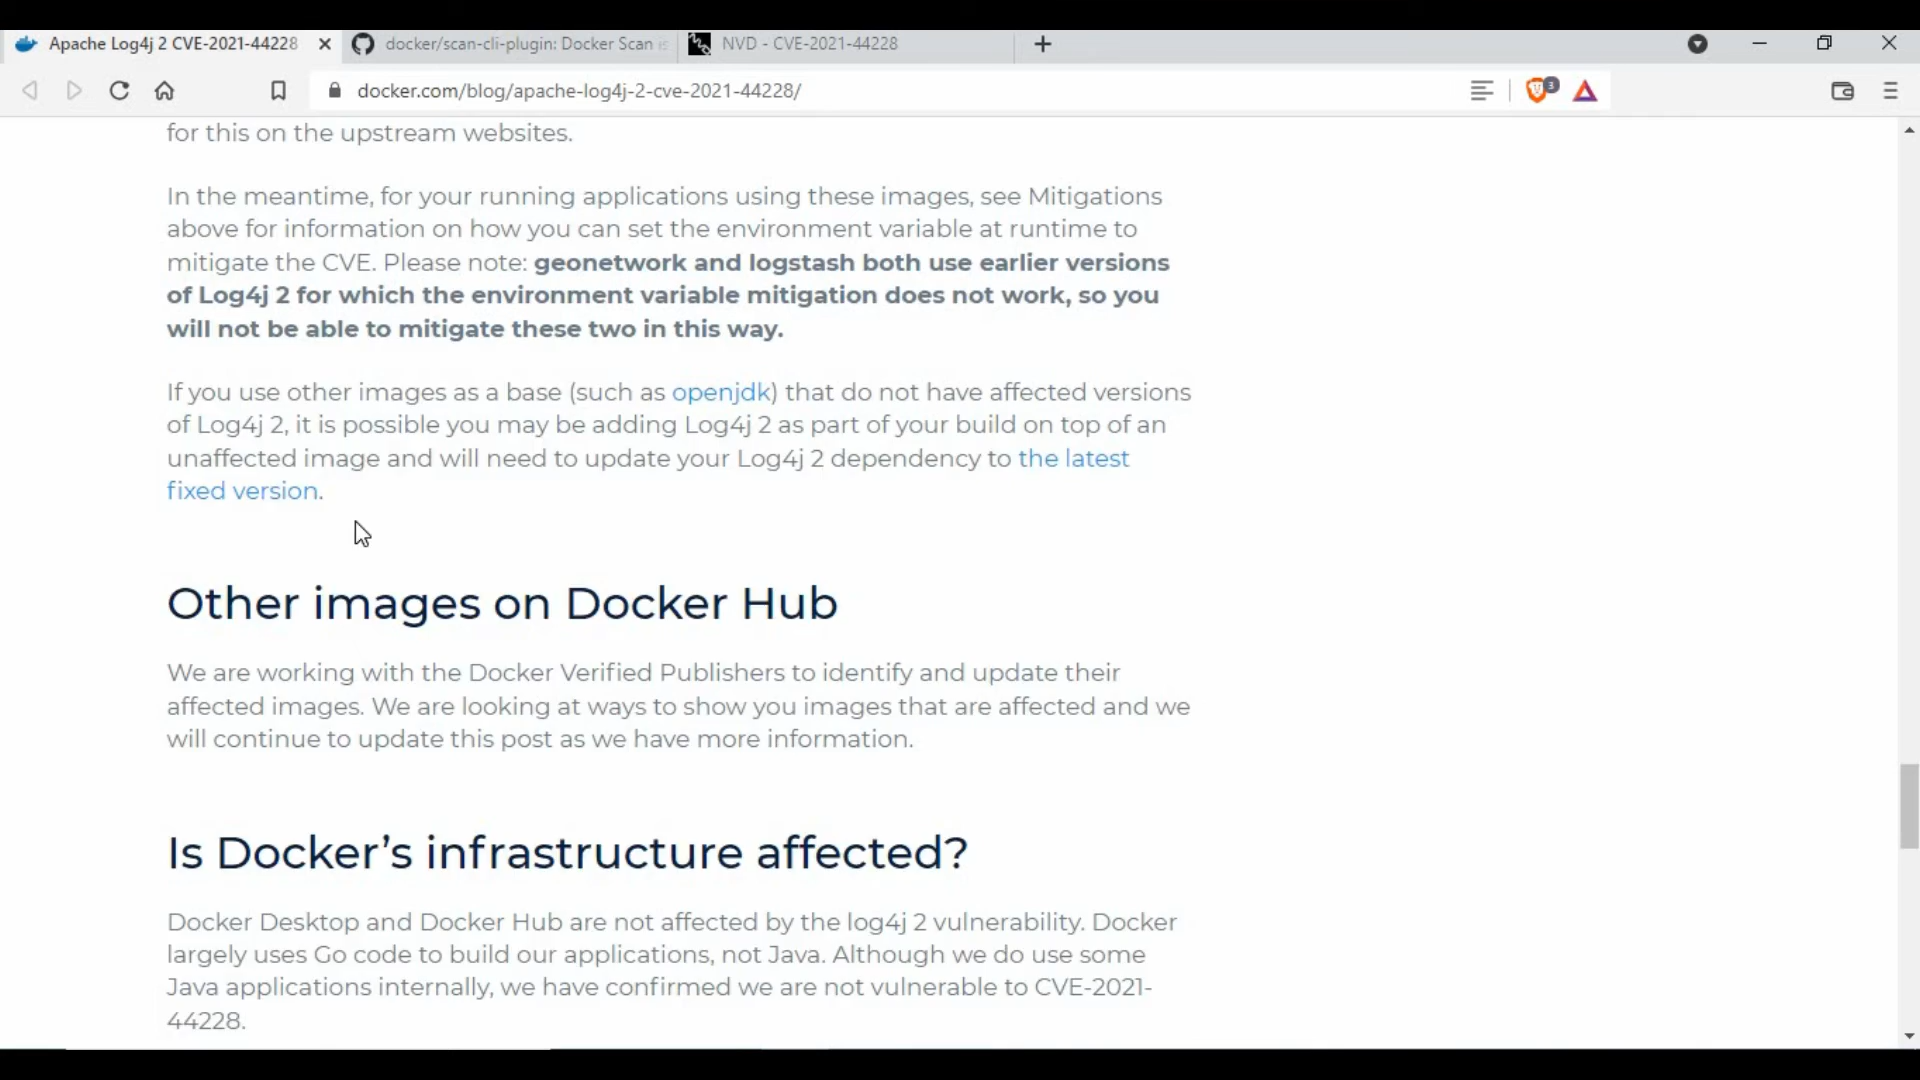 Apache Log4j 2 CVE-2021-44228
docker/scan-cli-plugin: Docker Scan is
NVD - CVE-2021-44228
docker.com/blog/apache-log4j-2-cve-2021-44228/
3
for this on the upstream websites.
In the meantime, for your running applications using these images, see Mitigations
above for information on how you can set the environment variable at runtime to
mitigate the CVE. Please note: geonetwork and logstash both use earlier versions
of Log4j 2 for which the environment variable mitigation does not work, so you
will not be able to mitigate these two in this way.
If you use other images as a base (such as openjdk) that do not have affected versions
of Log4j 2, it is possible you may be adding Log4j 2 as part of your build on top of an
unaffected image and will need to update your Log4j 2 dependency to the latest
fixed version.
Other images on Docker Hub
We are working with the Docker Verified Publishers to identify and update their
affected images. We are looking at ways to show you images that are affected and we
will continue to update this post as we have more information.
Is Docker’s infrastructure affected?
Docker Desktop and Docker Hub are not affected by the log4j 2 vulnerability. Docker
largely uses Go code to build our applications, not Java. Although we do use some
Java applications internally, we have confirmed we are not vulnerable to CVE-2021-
44228.